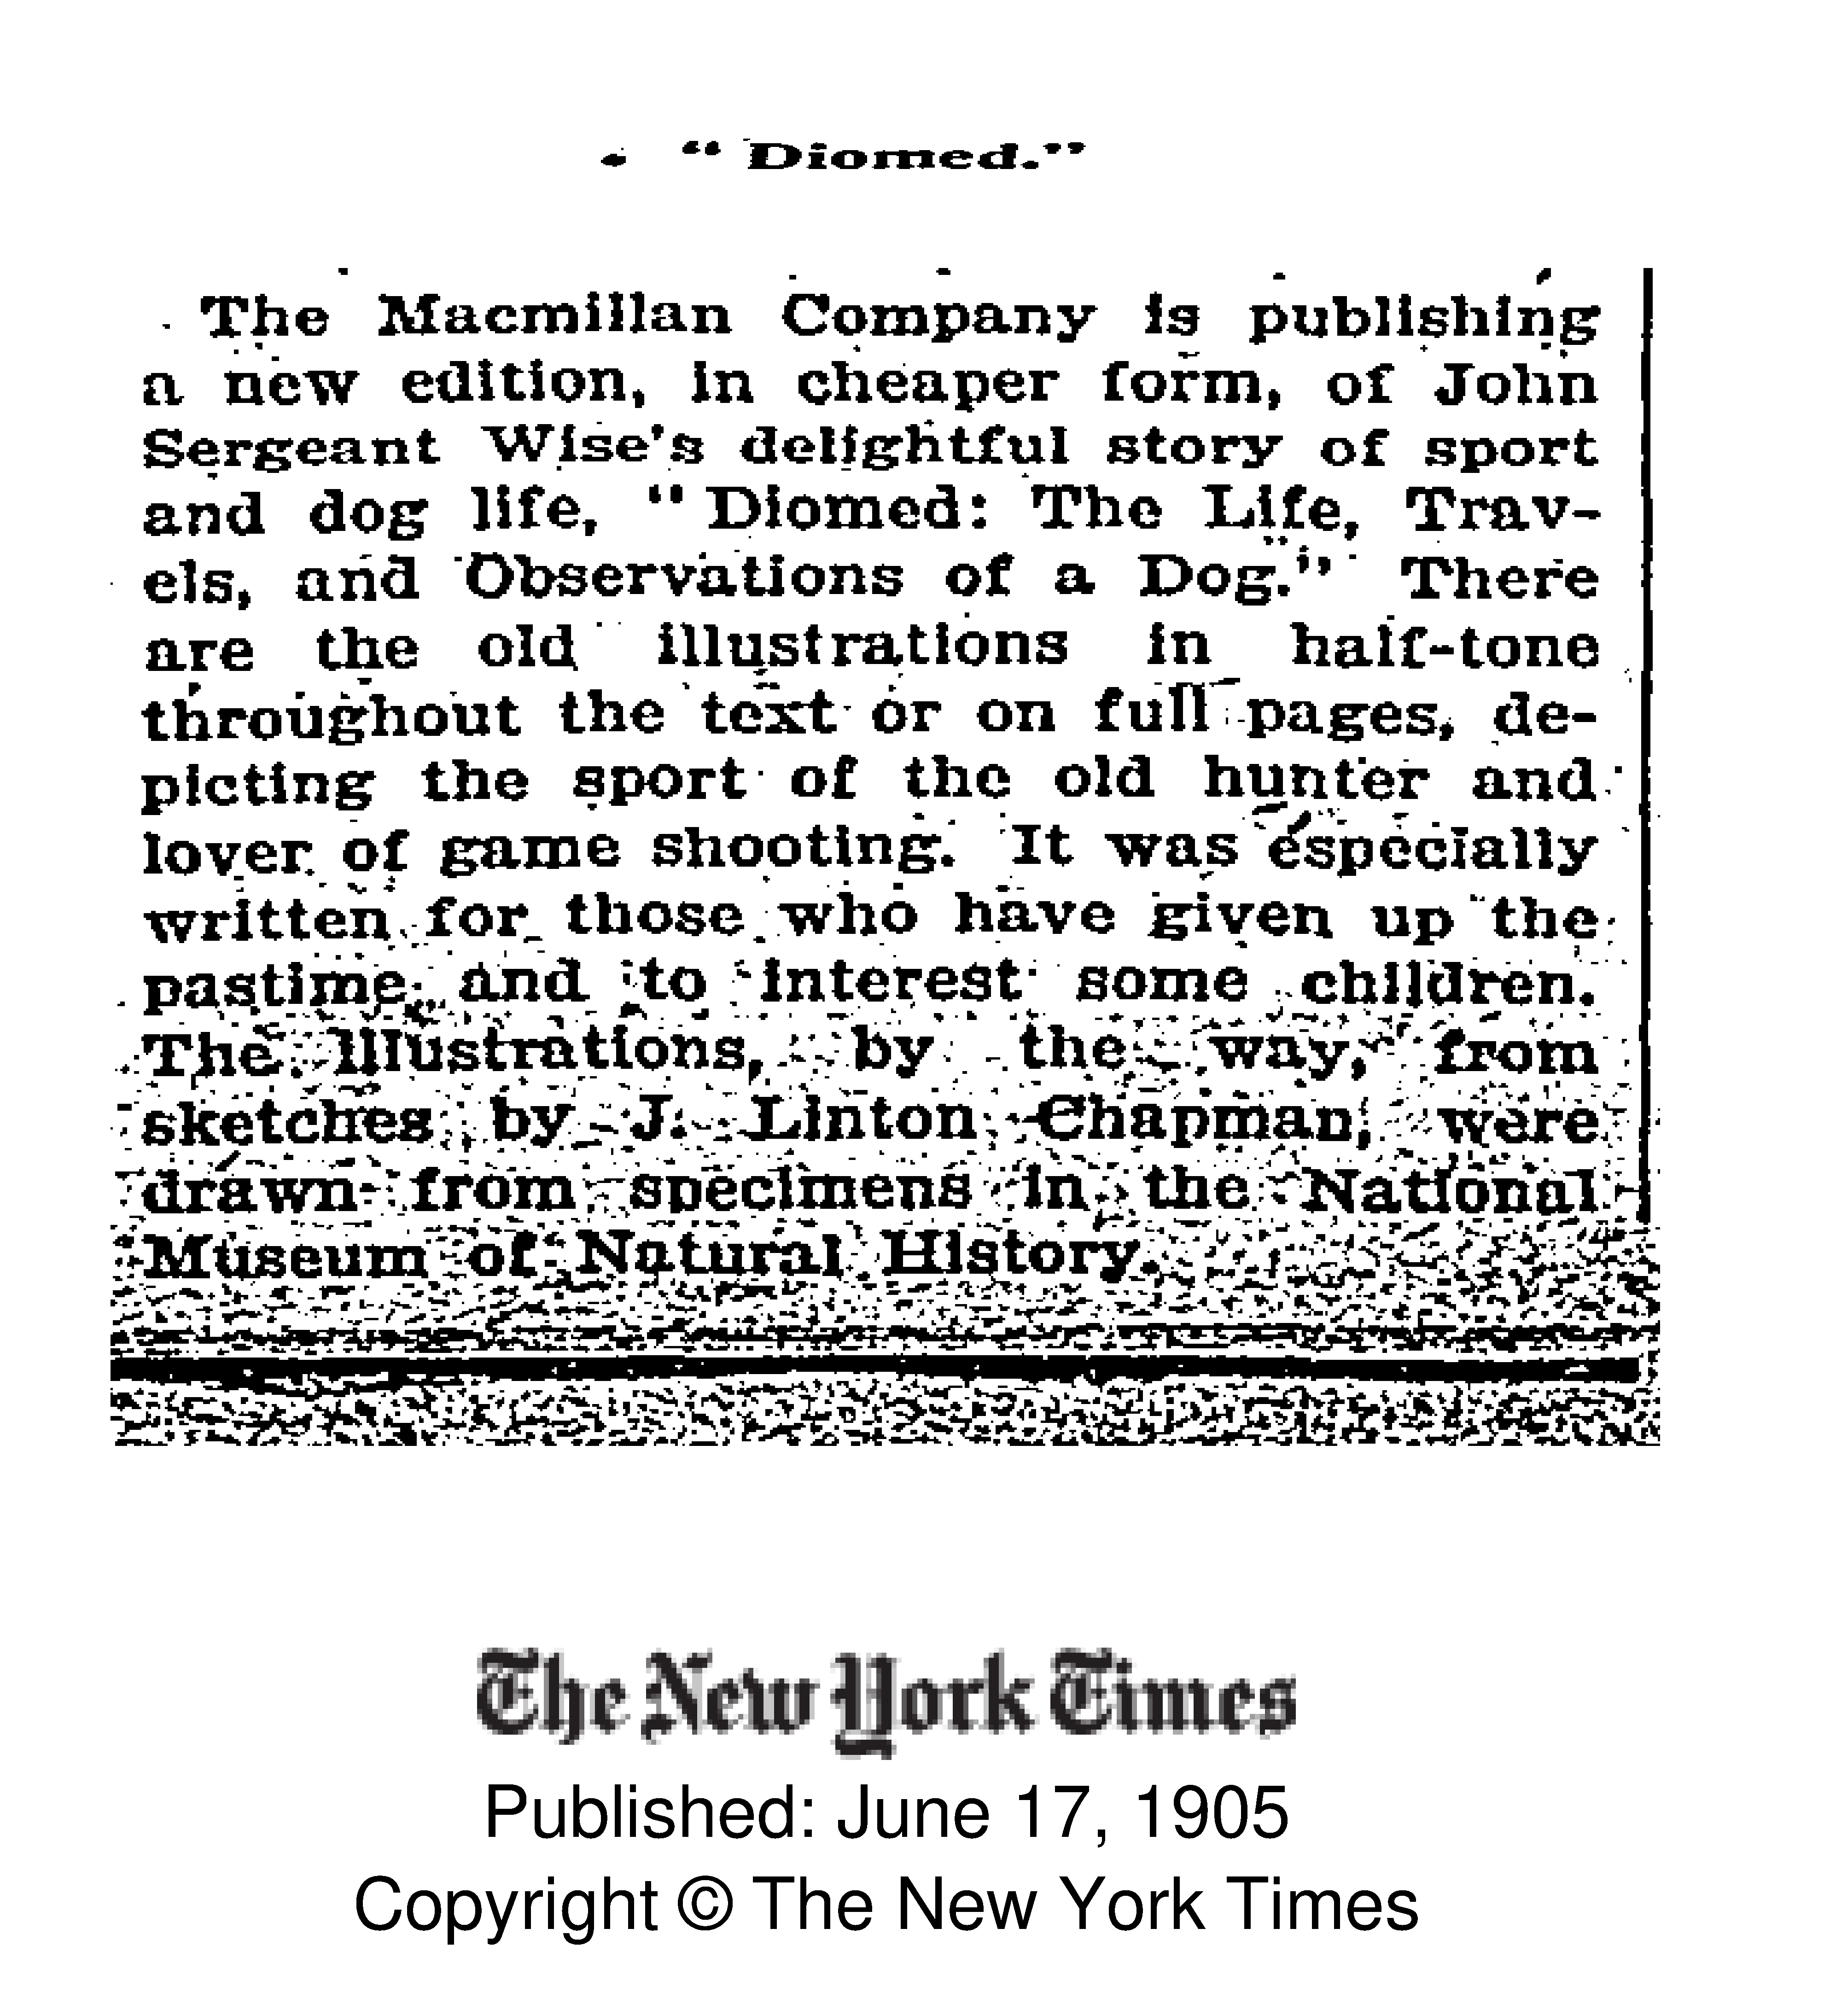 “Diomed.”
The Macmillan Company is publishing
a new edition, in cheaper form, of John
Sergeant Wise's delightful story of sport
and dog life, “Diomed: The Life, Trav-
els, and Observations of a Dog.” There
are the old illustrations in half-tone
throughout the text or on full pages, de-
picting the sport of the old hunter and
lover of game shooting. It was especially
written for those who have given up the
pastime and to interest some children.
The illustrations, by the way, from
sketches by J. Linton Chapman, were
drawn from specimens in the National
Museum of Natural History.
The New York Times
Published: June 17, 1905
Copyright © The New York Times